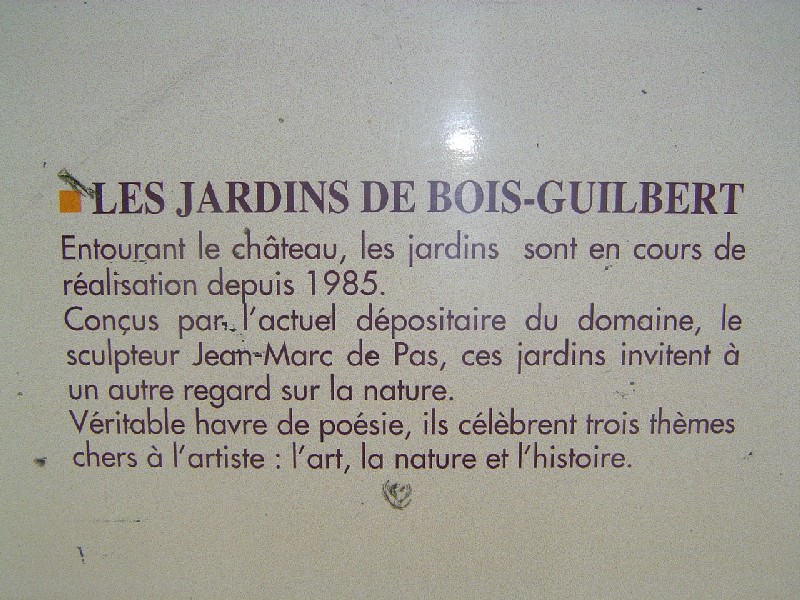 LES JARDINS DE BOIS-GUILBERT
Entourant le château, les jardins sont en cours de
réalisation depuis 1985.
Conçus par l'actuel dépositaire du domaine, le
sculpteur Jean-Marc de Pas, ces jardins invitent à
un autre regard sur la nature.
Véritable havre de poésie, ils célèbrent trois thèmes
chers à l'artiste : l'art, la nature et l'histoire.